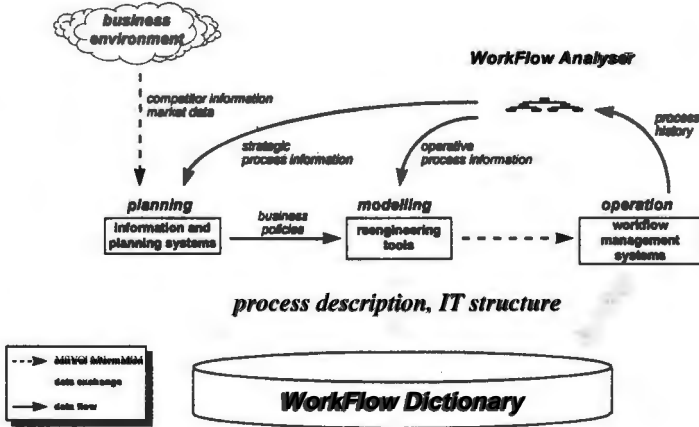 business
environment
WorkFlow Analyser
competitor information
market data
process
history
strategic
process information
operative
process information
planning
modelling
operation
information and
planning systems
business
policies
reengineering
tools
workflow
management
systems
process description, IT structure
information
data exchange
data flow
WorkFlow Dictionary